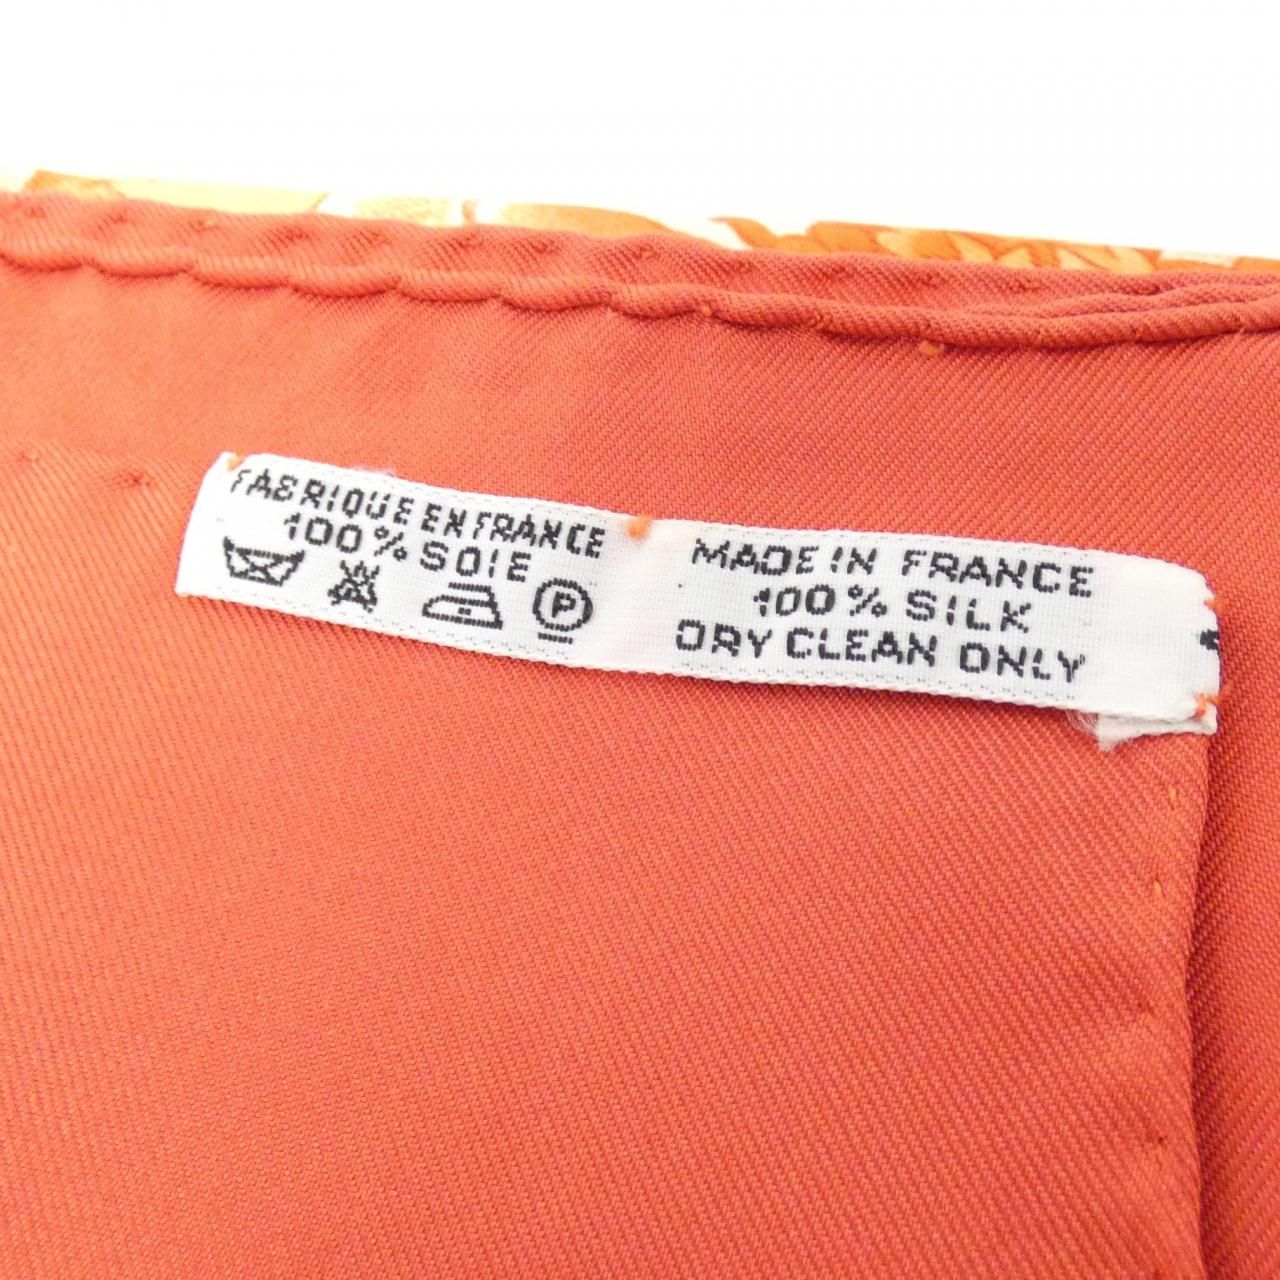 FABRIQUE EN FRANCE
100% SOIE
P
MADE IN FRANCE
100% SILK
DRY CLEAN ONLY